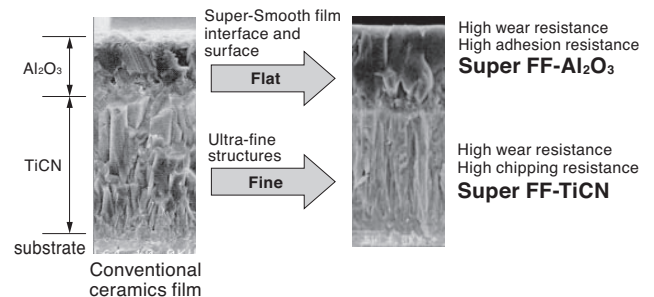 Super-Smooth film
interface and
surface
Flat
High wear resistance
High adhesion resistance
Super FF-Al₂O₃
Al₂O₃
Ultra-fine
structures
Fine
High wear resistance
High chipping resistance
Super FF-TiCN
TiCN
substrate
Conventional
ceramics film